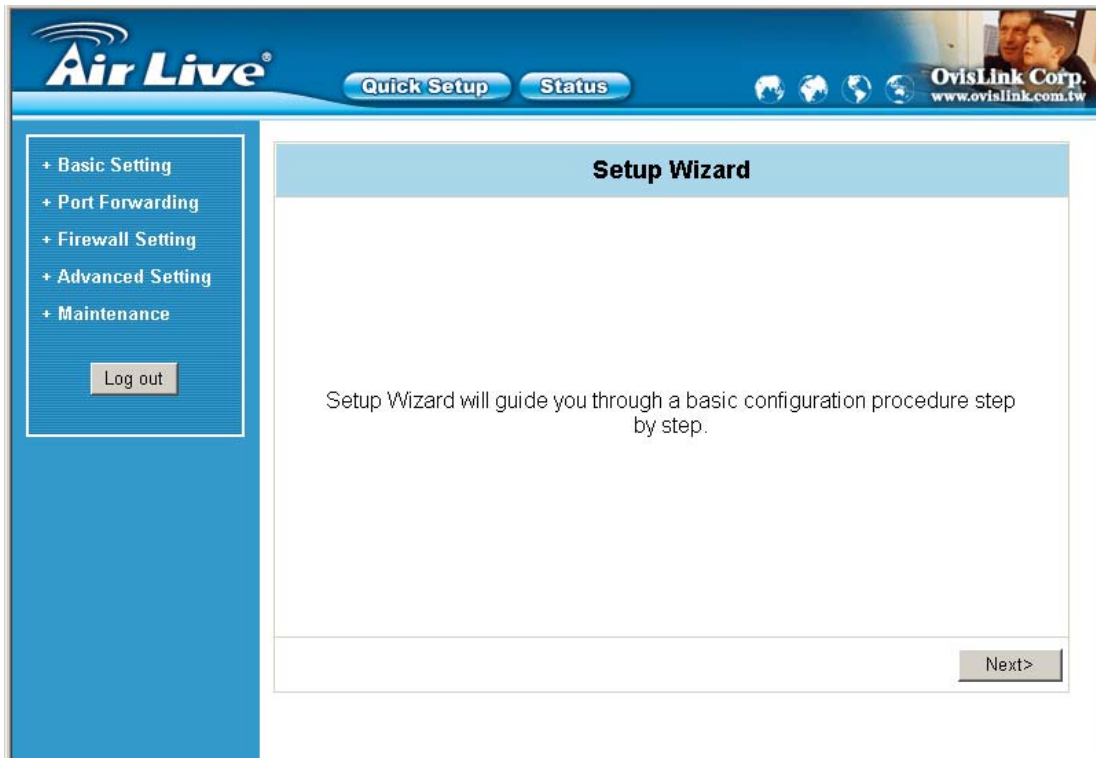 Air Live®
Quick Setup
Status
OvisLink Corp.
www.ovislink.com.tw
+ Basic Setting
+ Port Forwarding
+ Firewall Setting
+ Advanced Setting
+ Maintenance
Log out
Setup Wizard
Setup Wizard will guide you through a basic configuration procedure step
by step.
Next>